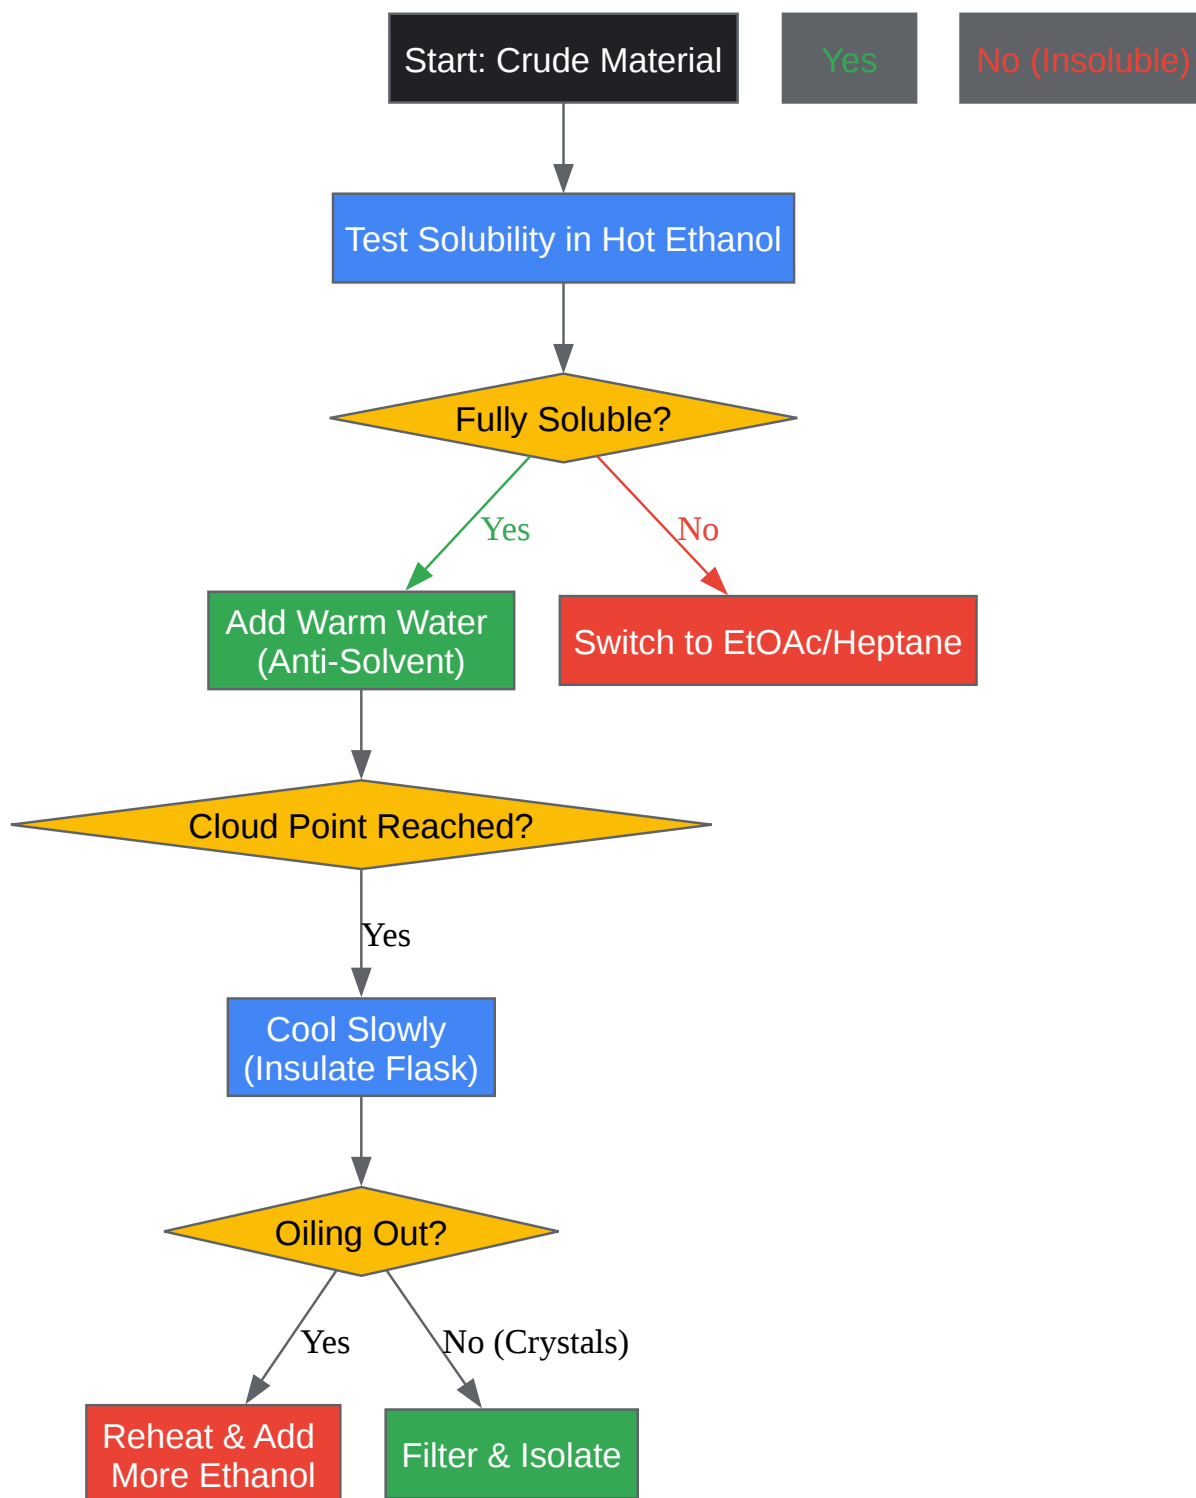 Start: Crude Material
Yes
No (Insoluble)
Test Solubility in Hot Ethanol
Fully Soluble?
Yes
No
Add Warm Water
(Anti-Solvent)
Switch to EtOAc/Heptane
Cloud Point Reached?
Yes
Cool Slowly
(Insulate Flask)
Oiling Out?
Yes
No (Crystals)
Reheat & Add
More Ethanol
Filter & Isolate